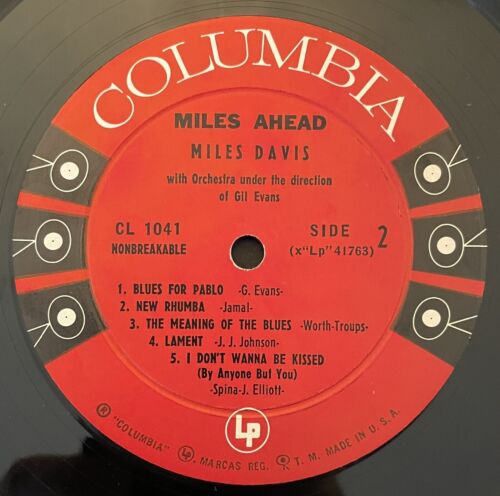 COLUMBIA
MILES AHEAD
MILES DAVIS
with Orchestra under the direction
of Gil Evans
CL 1041
NONBREAKABLE
SIDE 2
(x"Lp"41763)
1. BLUES FOR PABLO -G. Evans-
2. NEW RHUMBA -Jamal-
3. THE MEANING OF THE BLUES -Worth-Troups-
4. LAMENT -J. J. Johnson-
5. I DON'T WANNA BE KISSED
(By Anyone But You)
-Spina-J. Elliott-
Lp
® "COLUMBIA", MARCAS REG. T. M. MADE IN U. S. A.